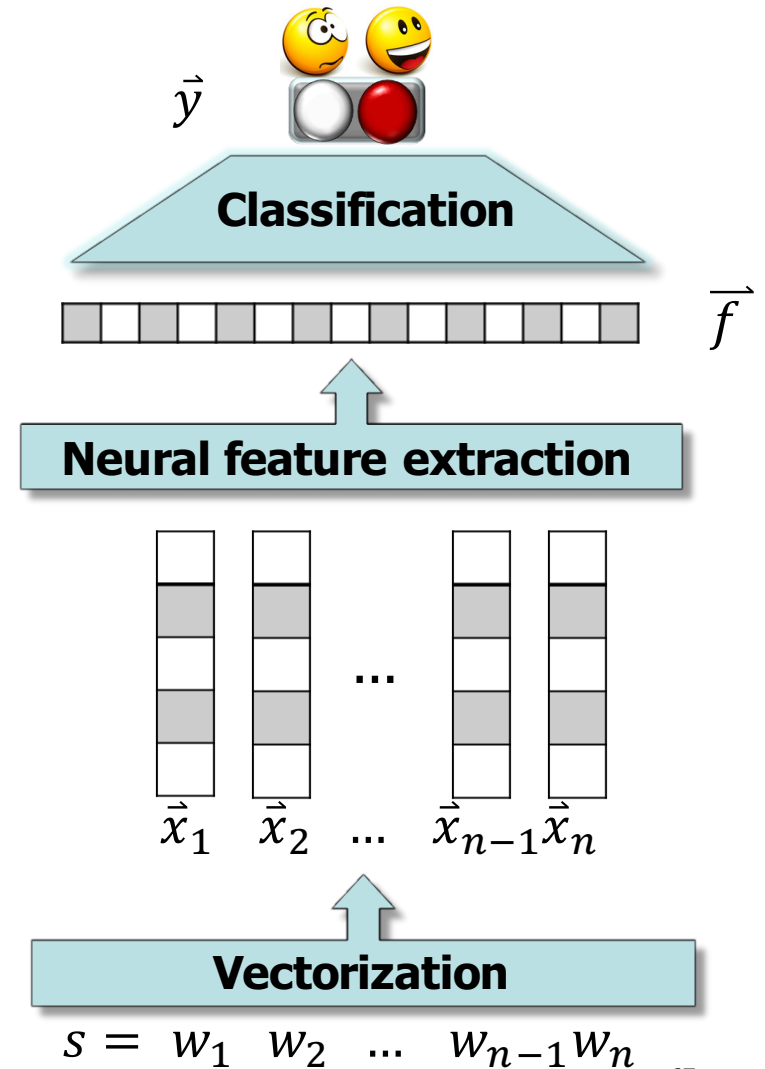 y⃗
Classification
f⃗
Neural feature extraction
...
x⃗₁ x⃗₂ ... x⃗ₙ₋₁ x⃗ₙ
Vectorization
s = w₁ w₂ ... wₙ₋₁ wₙ